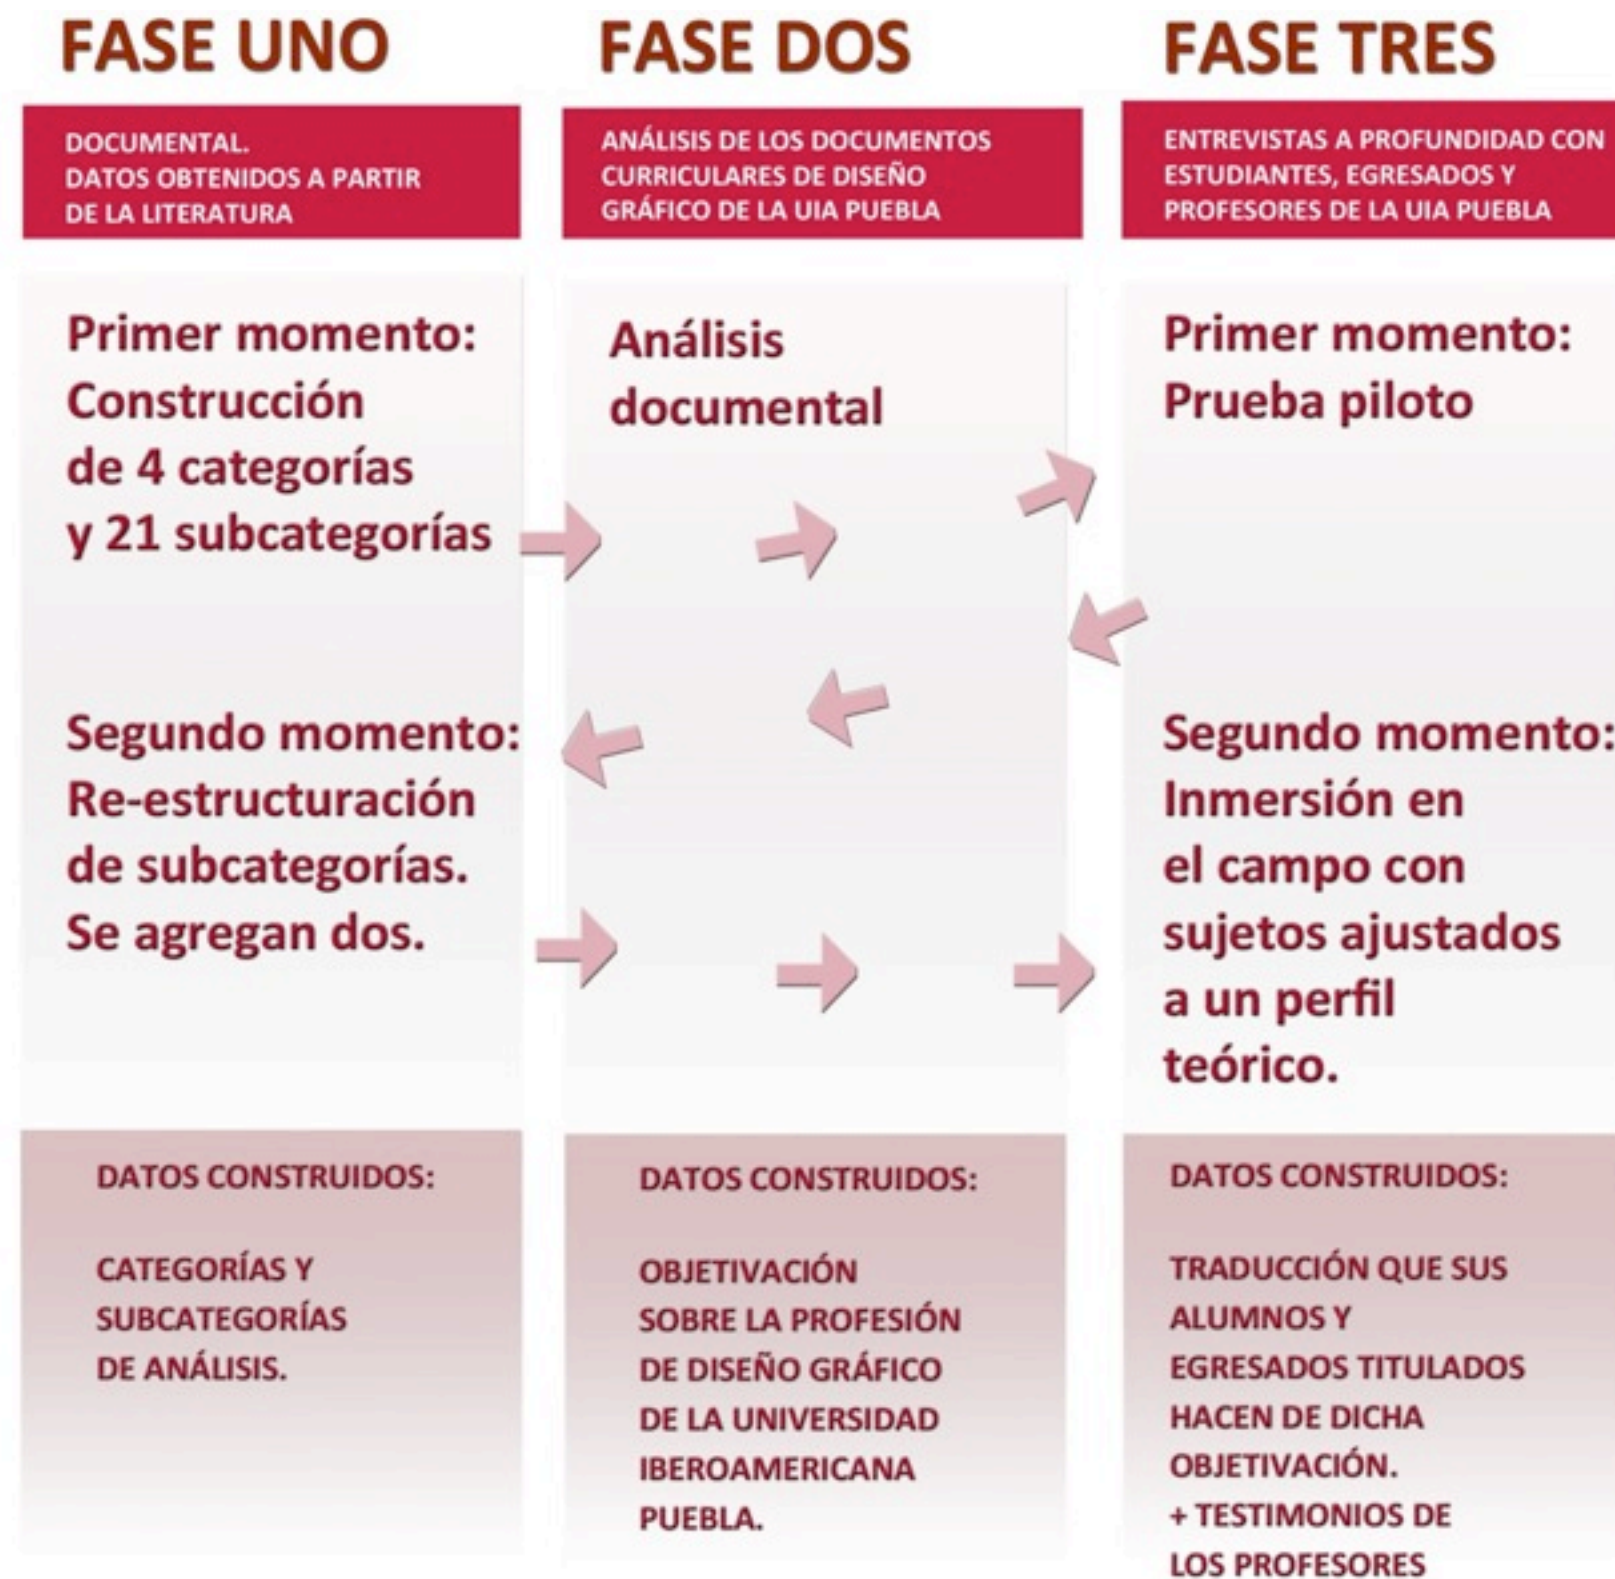 FASE UNO
DOCUMENTAL.
DATOS OBTENIDOS A PARTIR
DE LA LITERATURA
Primer momento:
Construcción
de 4 categorías
y 21 subcategorías
Segundo momento:
Re-estructuración
de subcategorías.
Se agregan dos.
DATOS CONSTRUIDOS:
CATEGORÍAS Y
SUBCATEGORÍAS
DE ANÁLISIS.
FASE DOS
ANÁLISIS DE LOS DOCUMENTOS
CURRICULARES DE DISEÑO
GRÁFICO DE LA UIA PUEBLA
Análisis
documental
DATOS CONSTRUIDOS:
OBJETIVACIÓN
SOBRE LA PROFESIÓN
DE DISEÑO GRÁFICO
DE LA UNIVERSIDAD
IBEROAMERICANA
PUEBLA.
FASE TRES
ENTREVISTAS A PROFUNDIDAD CON
ESTUDIANTES, EGRESADOS Y
PROFESORES DE LA UIA PUEBLA
Primer momento:
Prueba piloto
Segundo momento:
Inmersión en
el campo con
sujetos ajustados
a un perfil
teórico.
DATOS CONSTRUIDOS:
TRADUCCIÓN QUE SUS
ALUMNOS Y
EGRESADOS TITULADOS
HACEN DE DICHA
OBJETIVACIÓN.
+ TESTIMONIOS DE
LOS PROFESORES